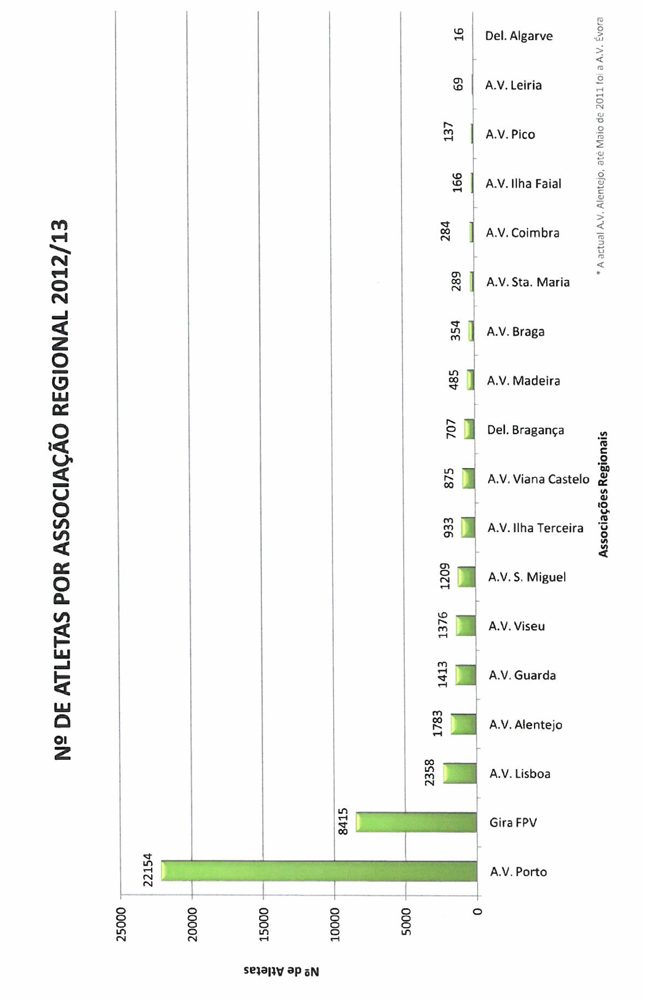 Nº DE ATLETAS POR ASSOCIAÇÃO REGIONAL 2012/13
Nº de Atletas
25000
20000
15000
10000
5000
0
22154
8415
2358
1783
1413
1376
1209
933
875
707
485
354
289
284
166
137
69
16
A.V. Porto
Gira FPV
A.V. Lisboa
A.V. Alentejo
A.V. Guarda
A.V. Viseu
A.V. S. Miguel
A.V. Ilha Terceira
A.V. Viana Castelo
Del. Bragança
A.V. Madeira
A.V. Braga
A.V. Sta. Maria
A.V. Coimbra
A.V. Ilha Faial
A.V. Pico
A.V. Leiria
Del. Algarve
Associações Regionais
* A actual A.V. Alentejo, até Maio de 2011 foi a A.V. Évora